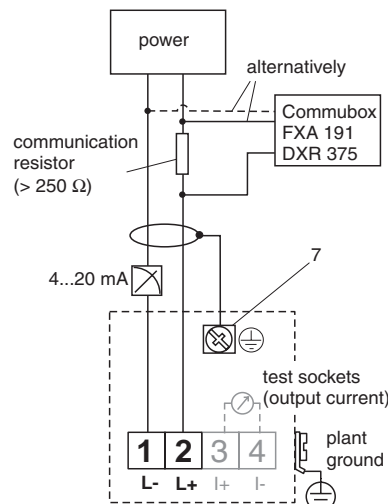 power
alternatively
Commubox
FXA 191
DXR 375
communication
resistor
(> 250 Ω)
7
4...20 mA
test sockets
(output current)
1 2 3 4
L- L+ I+ I-
plant
ground